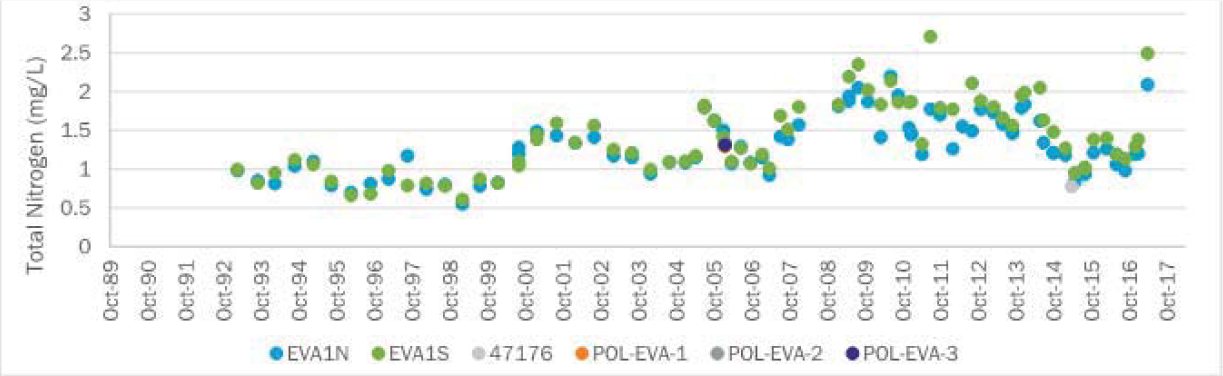 Total Nitrogen (mg/L)
3
2.5
2
1.5
1
0.5
0
Oct-89 Oct-90 Oct-91 Oct-92 Oct-93 Oct-94 Oct-95 Oct-96 Oct-97 Oct-98 Oct-99 Oct-00 Oct-01 Oct-02 Oct-03 Oct-04 Oct-05 Oct-06 Oct-07 Oct-08 Oct-09 Oct-10 Oct-11 Oct-12 Oct-13 Oct-14 Oct-15 Oct-16 Oct-17
EVA1N EVA1S 47176 POL-EVA-1 POL-EVA-2 POL-EVA-3